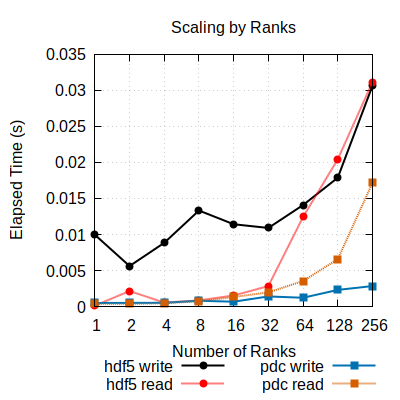 Scaling by Ranks
0.035
0.03
0.025
0.02
0.015
0.01
0.005
0
Elapsed Time (s)
1 2 4 8 16 32 64 128 256
Number of Ranks
hdf5 write pdc write
hdf5 read pdc read